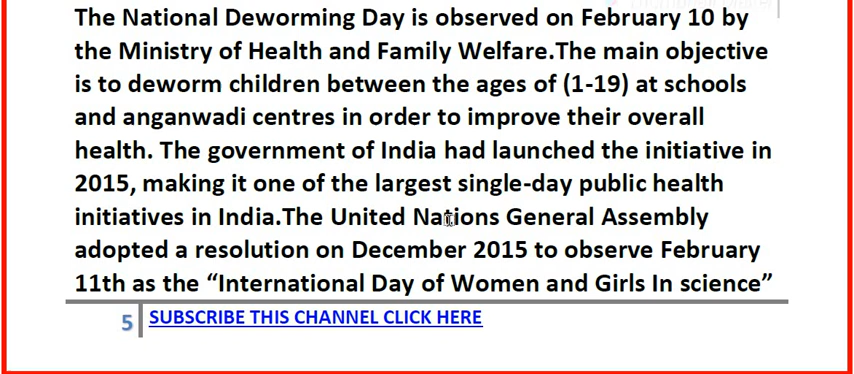 The National Deworming Day is observed on February 10 by
the Ministry of Health and Family Welfare.The main objective
is to deworm children between the ages of (1-19) at schools
and anganwadi centres in order to improve their overall
health. The government of India had launched the initiative in
2015, making it one of the largest single-day public health
initiatives in India.The United Nations General Assembly
adopted a resolution on December 2015 to observe February
11th as the “International Day of Women and Girls In science”
5 SUBSCRIBE THIS CHANNEL CLICK HERE